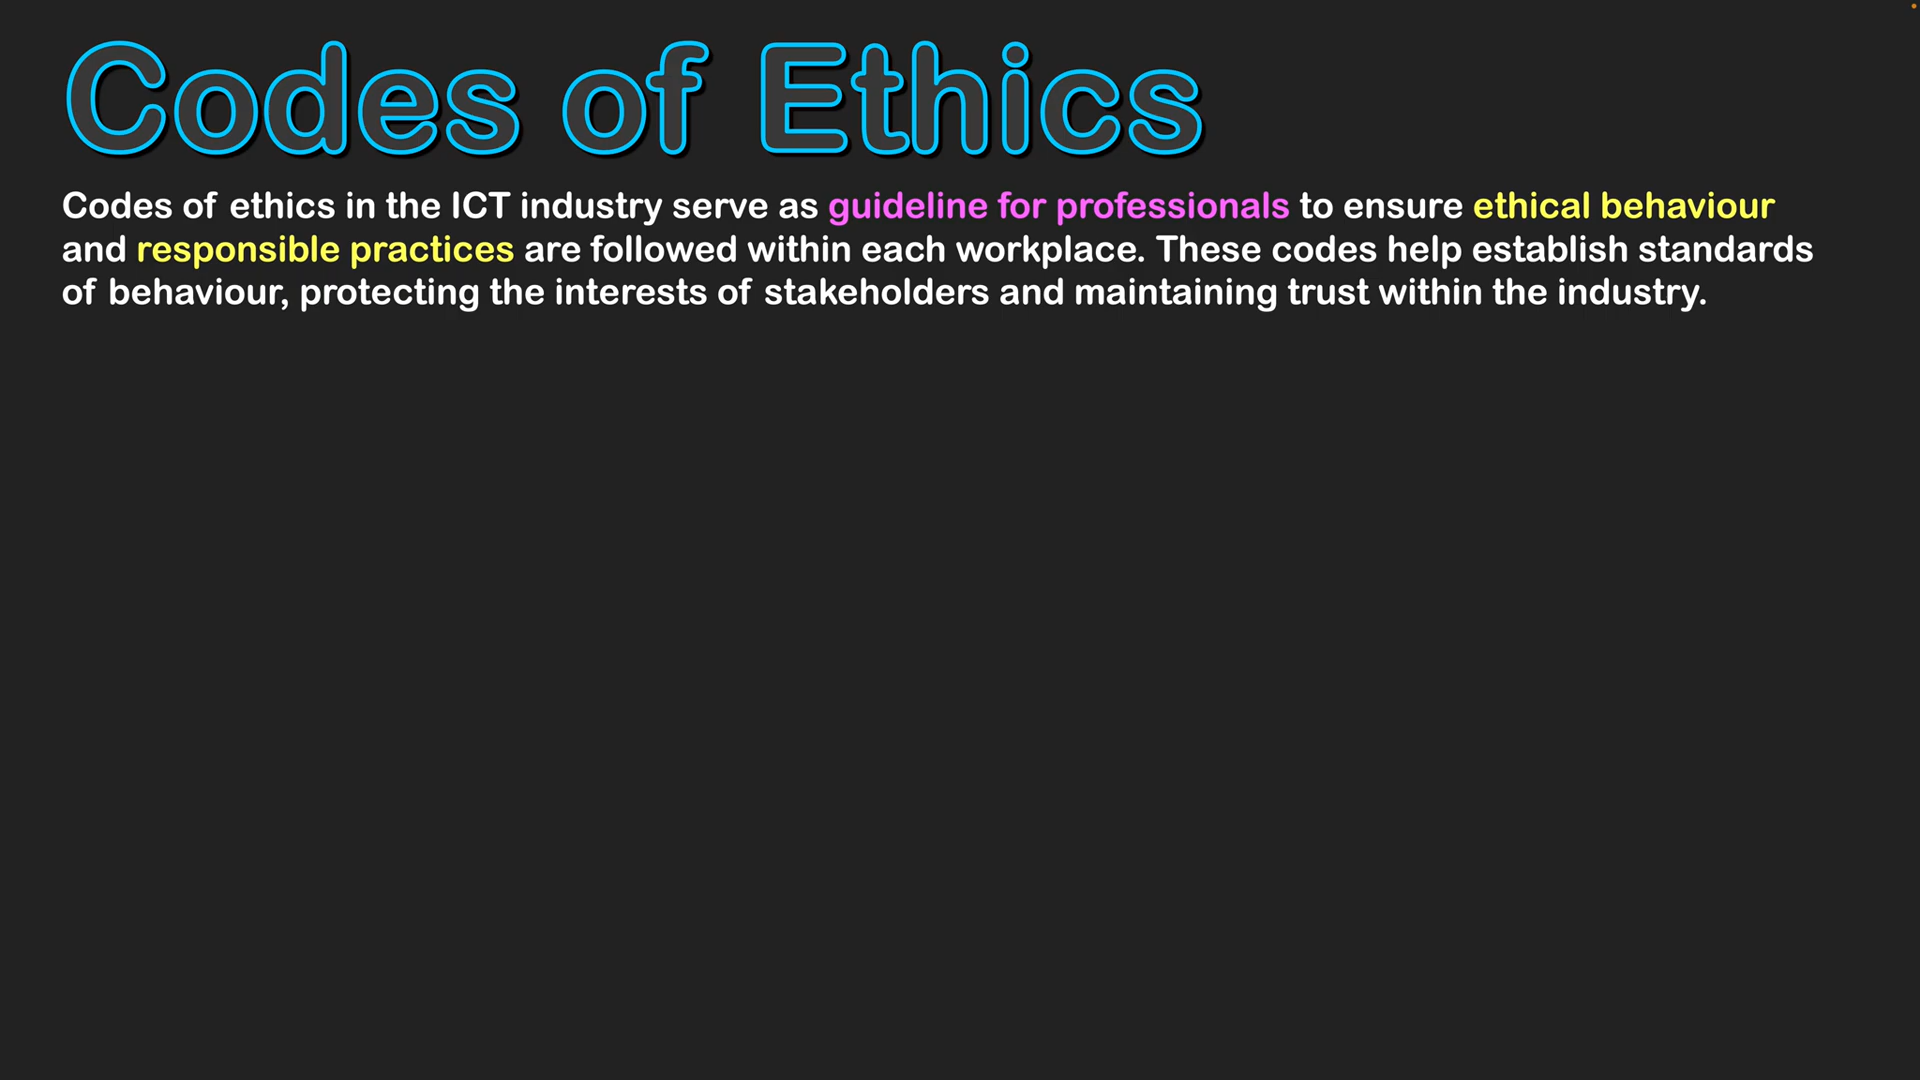 Codes of Ethics
Codes of ethics in the ICT industry serve as guideline for professionals to ensure ethical behaviour
and responsible practices are followed within each workplace. These codes help establish standards
of behaviour, protecting the interests of stakeholders and maintaining trust within the industry.